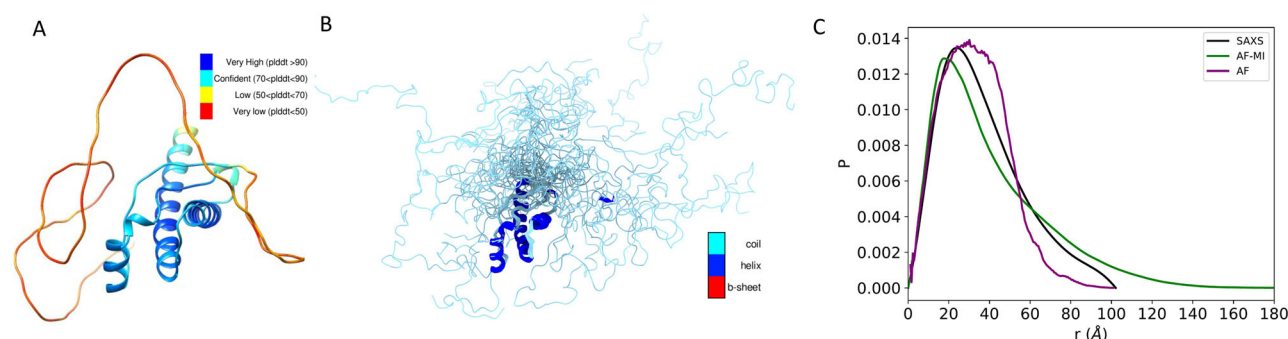 A
Very High (plddt >90)
Confident (70<plddt<90)
Low (50<plddt<70)
Very low (plddt<50)
B
coil
helix
b-sheet
C
0.014
0.012
0.010
0.008
0.006
0.004
0.002
0.000
P
SAXS
AF-MI
AF
0 20 40 60 80 100 120 140 160 180
r (Å)